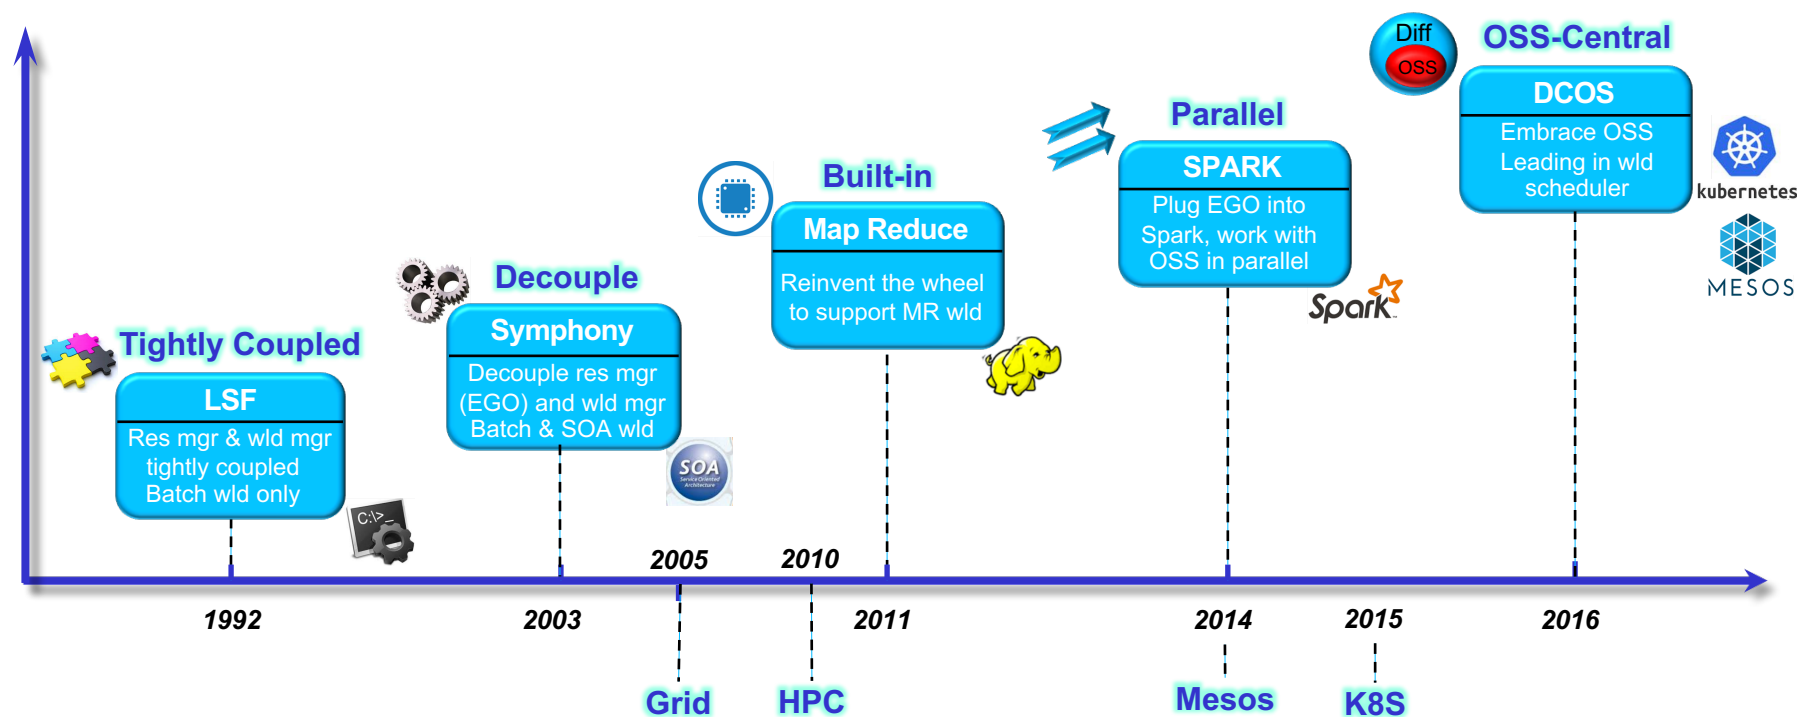 Tightly Coupled
LSF
Res mgr & wld mgr
tightly coupled
Batch wld only
C:\>_
Decouple
Symphony
Decouple res mgr
(EGO) and wld mgr
Batch & SOA wld
SOA
Service Oriented
Architecture
Built-in
Map Reduce
Reinvent the wheel
to support MR wld
Parallel
SPARK
Plug EGO into
Spark, work with
OSS in parallel
Spark
Diff
OSS
OSS-Central
DCOS
Embrace OSS
Leading in wld
scheduler
kubernetes
MESOS
2005
2010
1992
2003
2011
2014
2015
2016
Grid
HPC
Mesos
K8S